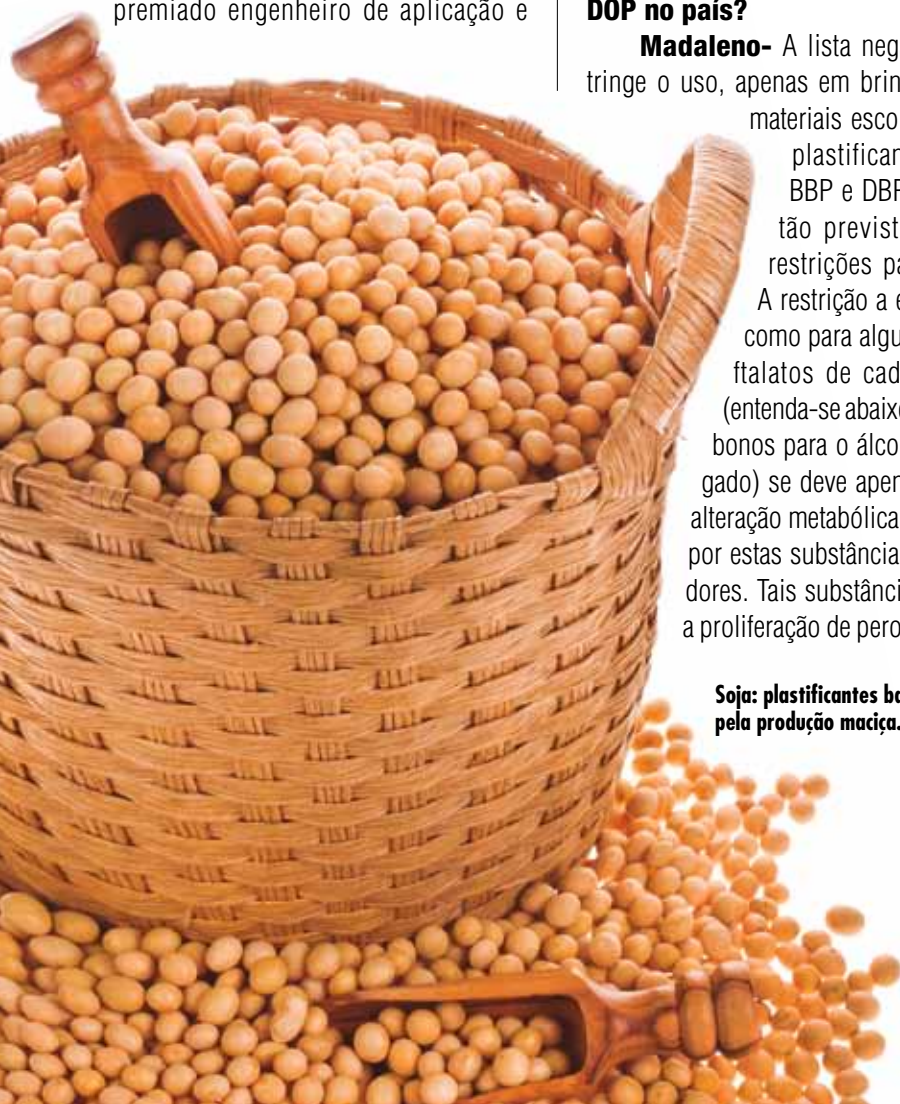 premiado engenheiro de aplicação e
DOP no país?
Madaleno- A lista neg
tringe o uso, apenas em brin
materiais esco
plastifican
BBP e DBP
tão previst
restrições pa
A restrição a e
como para algu
ftalatos de cad
(entenda-se abaixo
bonos para o álco
gado) se deve apen
alteração metabólica
por estas substância
dores. Tais substânci
a proliferação de pero
Soja: plastificantes ba
pela produção maciça.